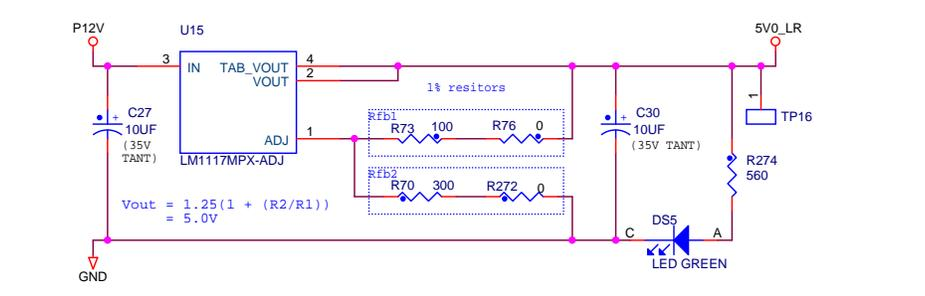 P12V
U15
5V0_LR
3
IN
TAB_VOUT
4
VOUT
2
1% resitors
1
C27
10UF
(35V
TANT)
ADJ
1
LM1117MPX-ADJ
Rfb1
R73
100
R76
0
C30
10UF
(35V TANT)
TP16
Rfb2
R70
300
R272
0
R274
560
Vout = 1.25(1 + (R2/R1))
= 5.0V
DS5
C
A
LED GREEN
GND